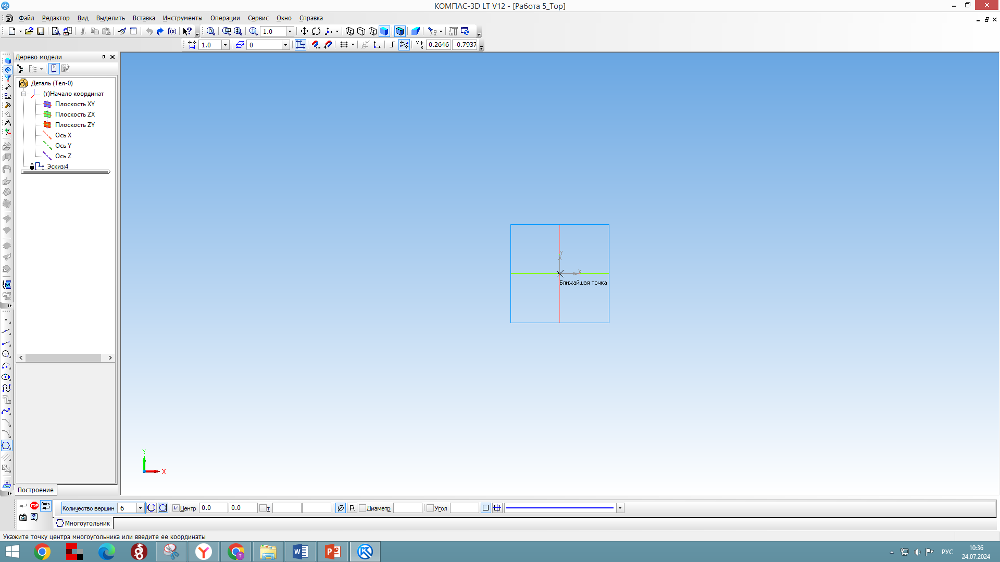 КОМПАС-3D LT V12 - [Работа 5_Тор]
Файл Редактор Вид Выделить Вставка Инструменты Операции Сервис Окно Справка
f(x) 1.0
1.0 0 0.2646 -0.7937
Дерево модели
Деталь (Тел-0)
(т)Начало координат
Плоскость XY
Плоскость ZX
Плоскость ZY
Ось X
Ось Y
Ось Z
Эскиз:4
Y
X
Ближайшая точка
Y
X
Построение
STOP Auto Количество вершин 6 Центр 0.0 0.0 т R Диаметр Угол
Многоугольник
Укажите точку центра многоугольника или введите ее координаты
РУС
10:36
24.07.2024